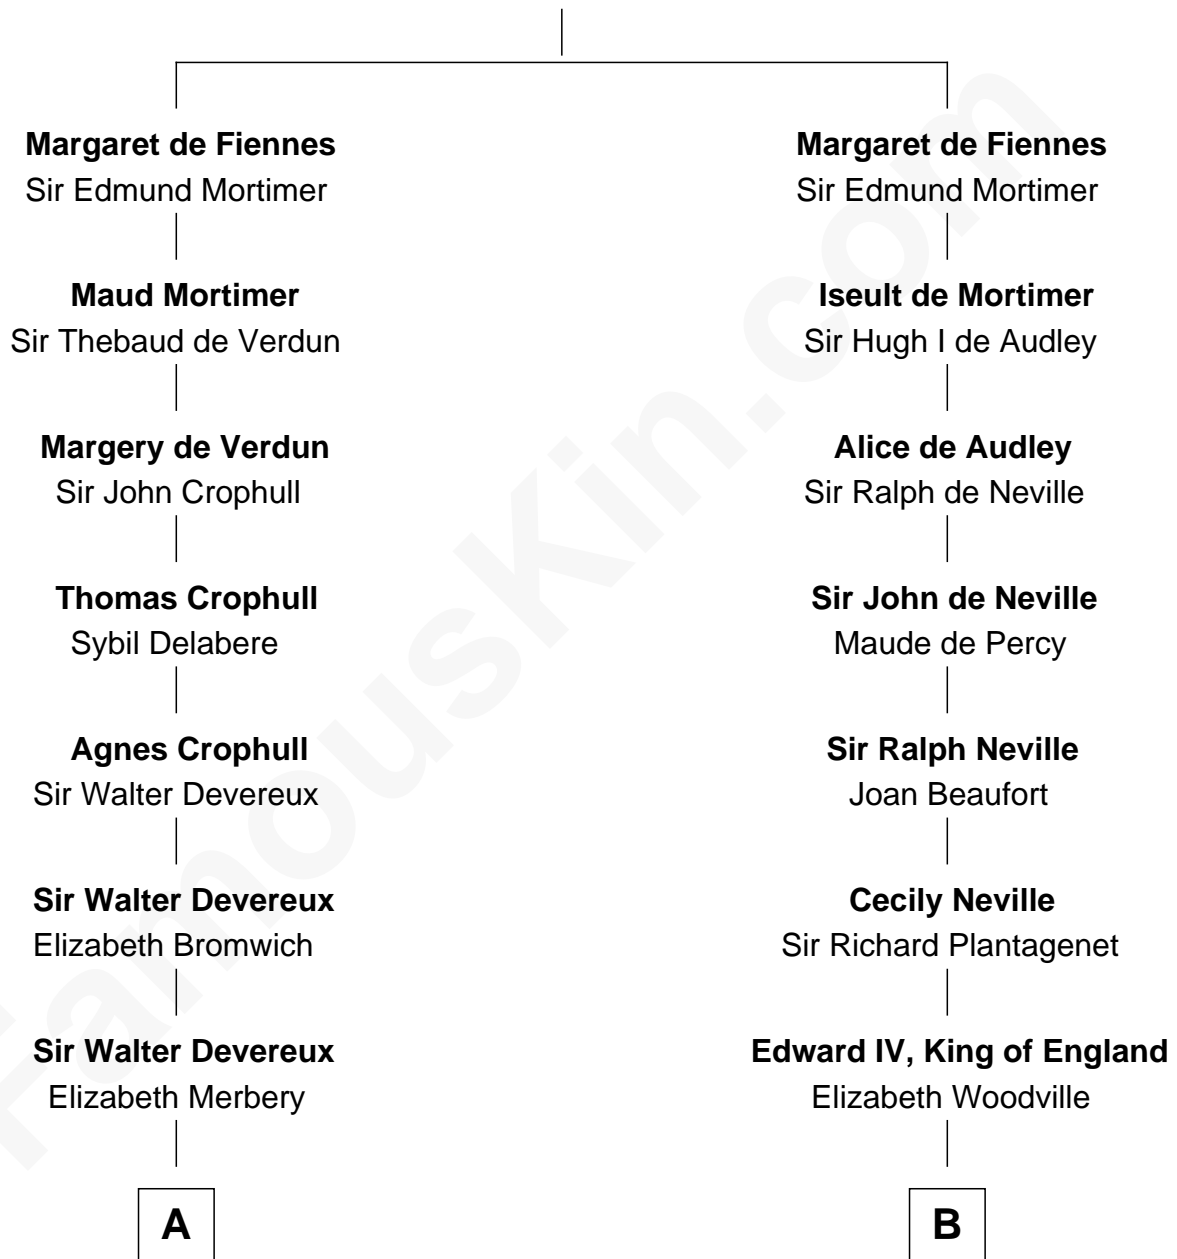 Margaret de Fiennes
Sir Edmund Mortimer
Maud Mortimer
Sir Thebaud de Verdun
Margery de Verdun
Sir John Crophull
Thomas Crophull
Sybil Delabere
Agnes Crophull
Sir Walter Devereux
Sir Walter Devereux
Elizabeth Bromwich
Sir Walter Devereux
Elizabeth Merbery
A
Margaret de Fiennes
Sir Edmund Mortimer
Iseult de Mortimer
Sir Hugh I de Audley
Alice de Audley
Sir Ralph de Neville
Sir John de Neville
Maude de Percy
Sir Ralph Neville
Joan Beaufort
Cecily Neville
Sir Richard Plantagenet
Edward IV, King of England
Elizabeth Woodville
B
FamousKin.com